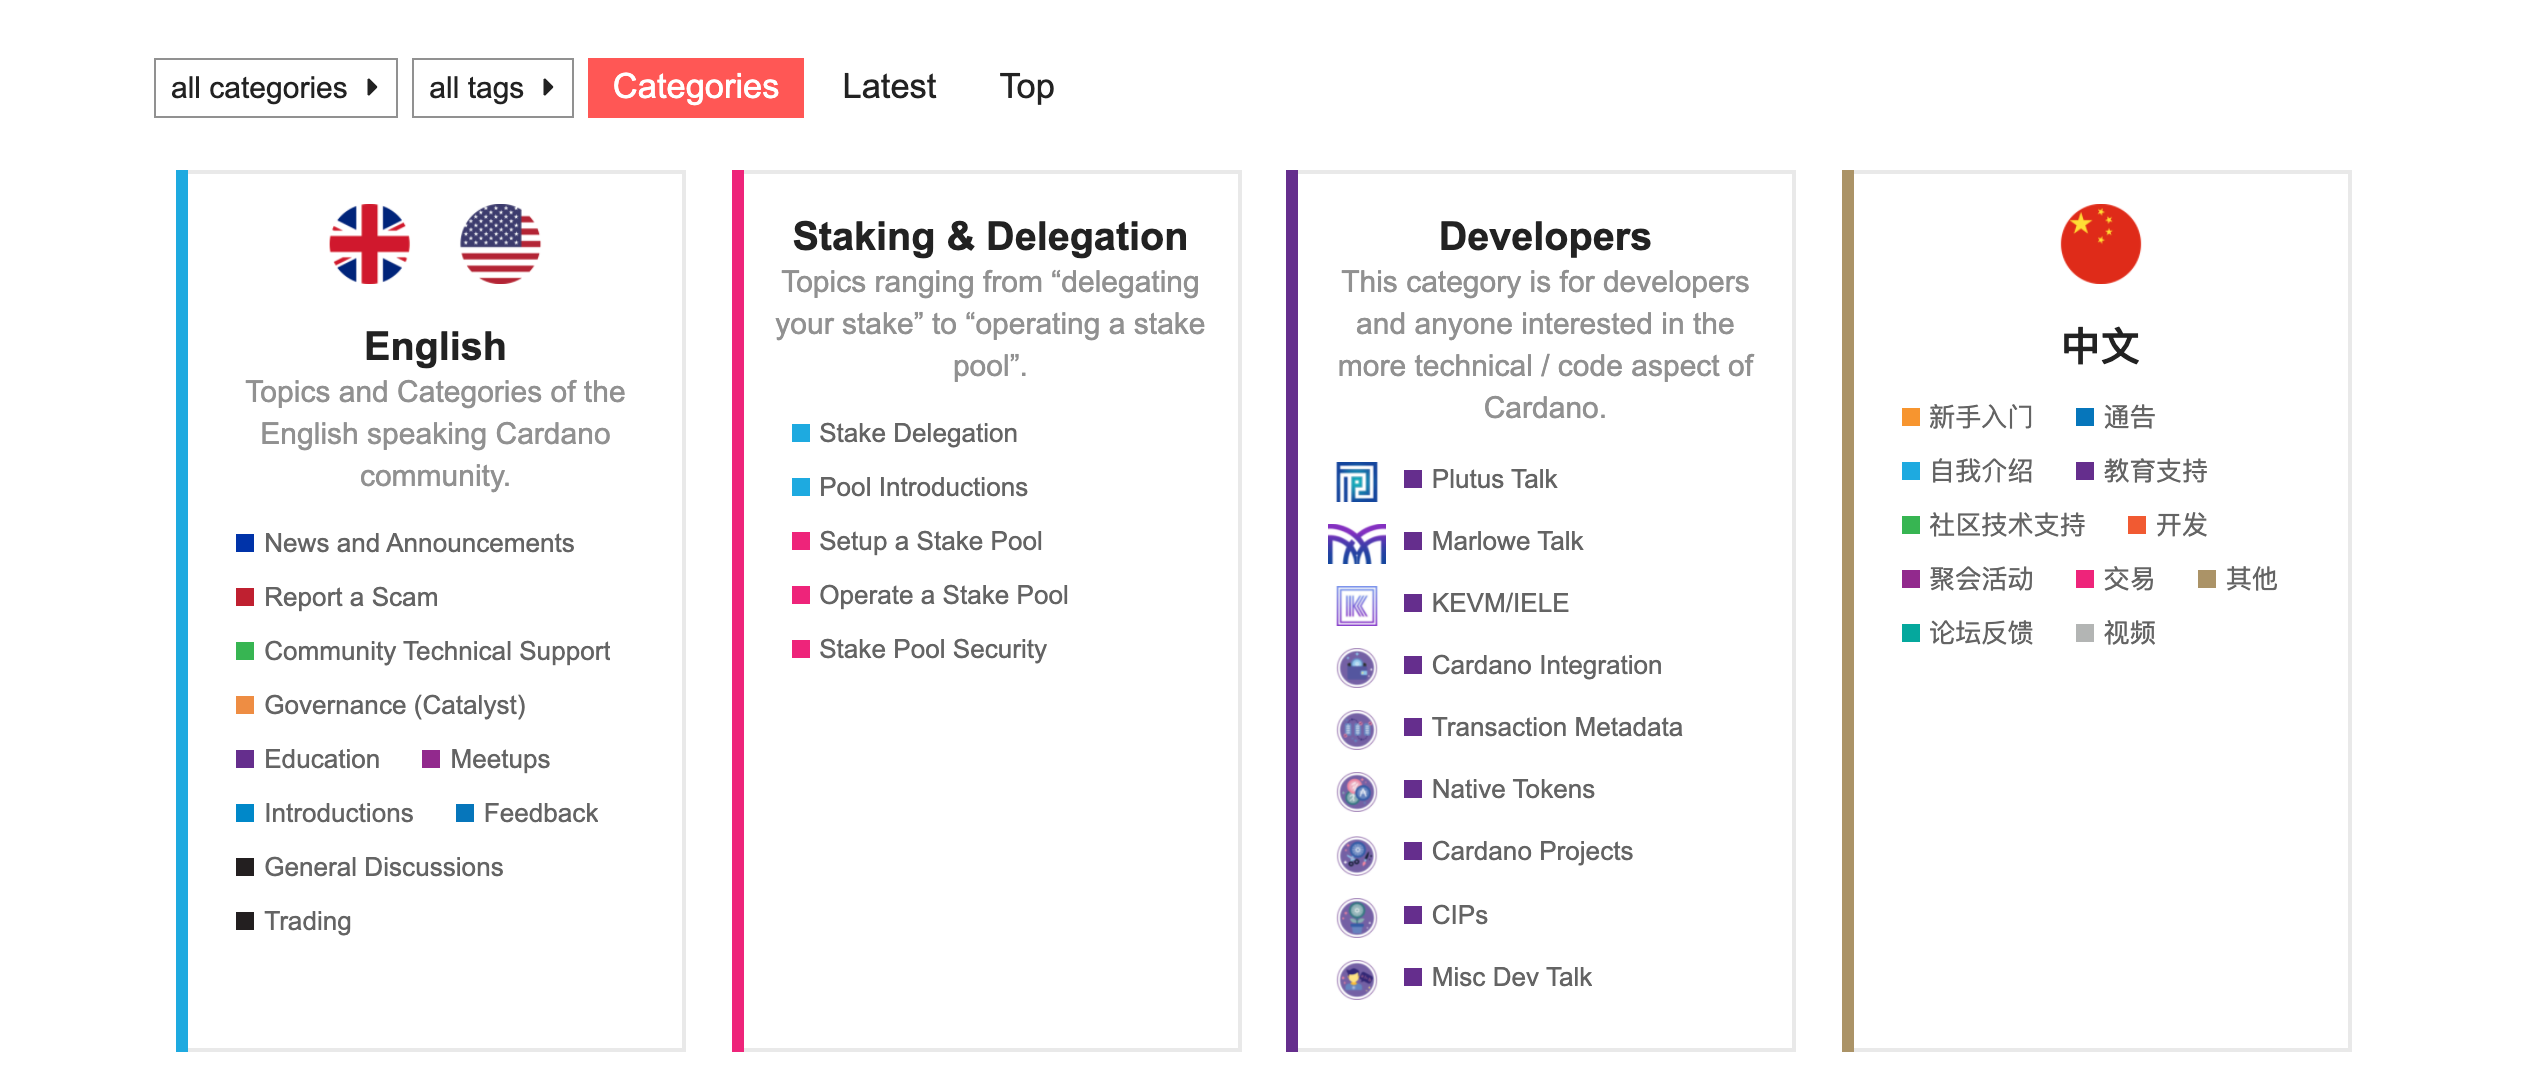 all categories
all tags
Categories
Latest
Top
English
Topics and Categories of the
English speaking Cardano
community.
News and Announcements
Report a Scam
Community Technical Support
Governance (Catalyst)
Education
Meetups
Introductions
Feedback
General Discussions
Trading
Staking & Delegation
Topics ranging from “delegating
your stake” to “operating a stake
pool”.
Stake Delegation
Pool Introductions
Setup a Stake Pool
Operate a Stake Pool
Stake Pool Security
Developers
This category is for developers
and anyone interested in the
more technical / code aspect of
Cardano.
Plutus Talk
Marlowe Talk
KEVM/IELE
Cardano Integration
Transaction Metadata
Native Tokens
Cardano Projects
CIPs
Misc Dev Talk
中文
新手入门
通告
自我介绍
教育支持
社区技术支持
开发
聚会活动
交易
其他
论坛反馈
视频